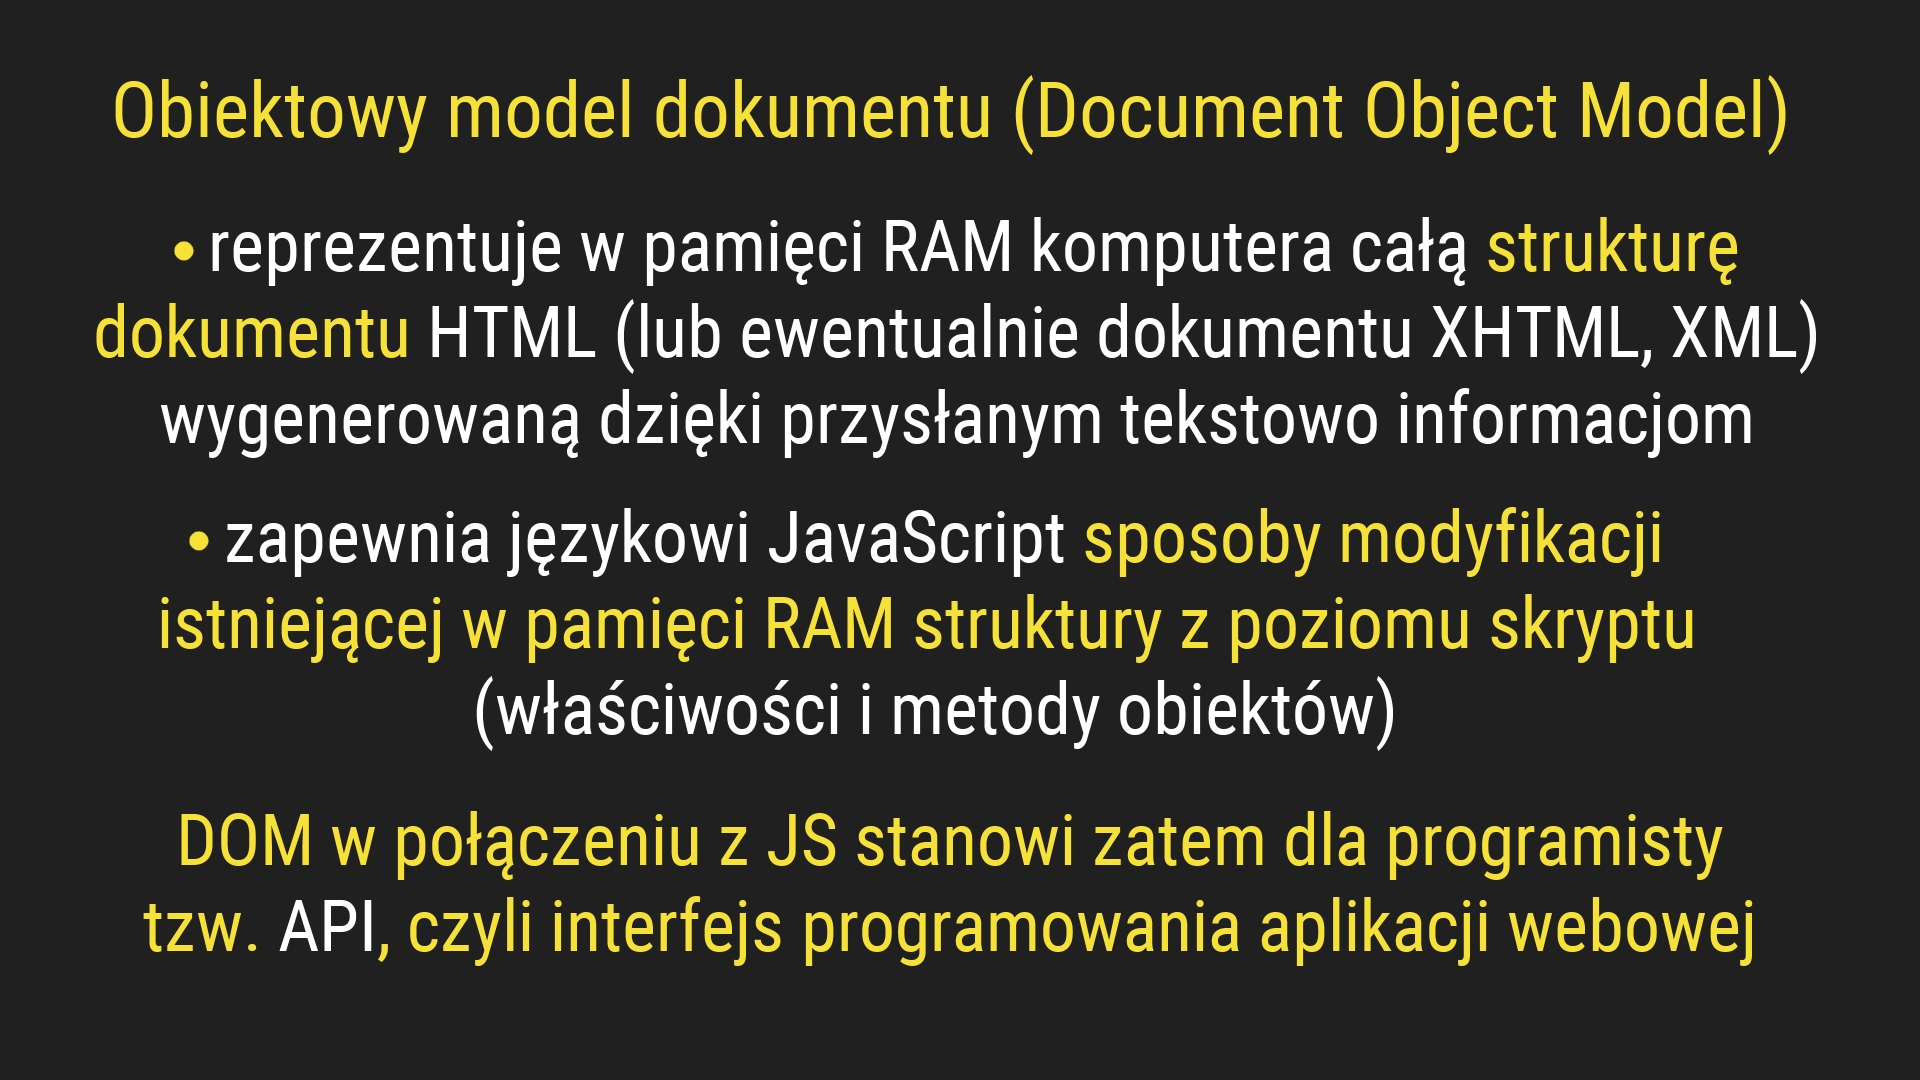 Obiektowy model dokumentu (Document Object Model)
• reprezentuje w pamięci RAM komputera całą strukturę
dokumentu HTML (lub ewentualnie dokumentu XHTML, XML)
wygenerowaną dzięki przysłanym tekstowo informacjom
• zapewnia językowi JavaScript sposoby modyfikacji
istniejącej w pamięci RAM struktury z poziomu skryptu
(właściwości i metody obiektów)
DOM w połączeniu z JS stanowi zatem dla programisty
tzw. API, czyli interfejs programowania aplikacji webowej